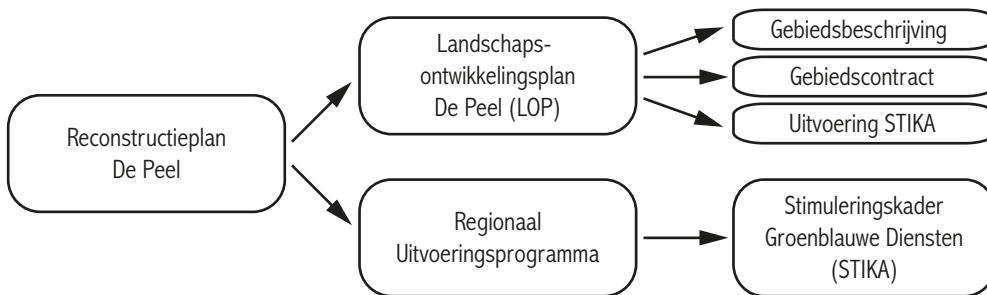 Reconstructieplan
De Peel
Landschaps-
ontwikkelingsplan
De Peel (LOP)
Regionaal
Uitvoeringsprogramma
Gebiedsbeschrijving
Gebiedscontract
Uitvoering STIKA
Stimuleringskader
Groenblauwe Diensten
(STIKA)